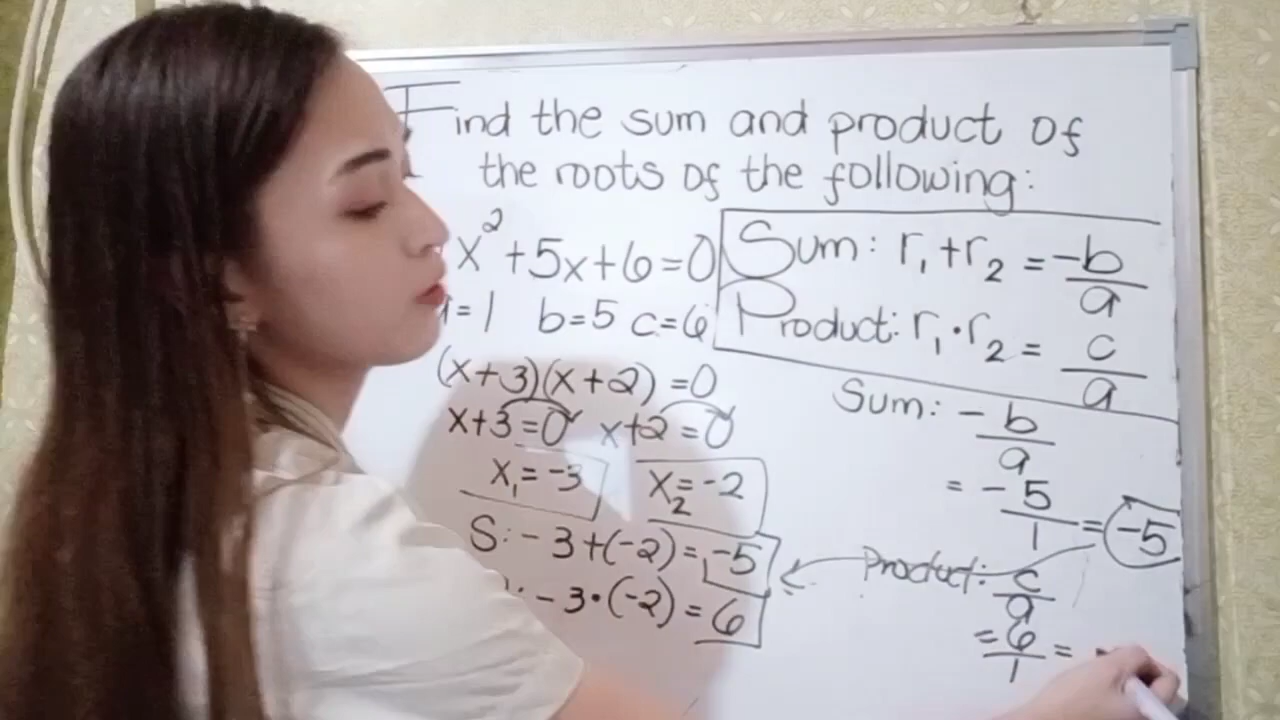 Find the sum and product of
the roots of the following:
x² + 5x + 6 = 0
= 1 b = 5 c = 6
(x + 3)(x + 2) = 0
x + 3 = 0 x + 2 = 0
x₁ = -3 x₂ = -2
S: -3 + (-2) = -5
: -3 · (-2) = 6
Sum: r₁ + r₂ = -b/a
Product: r₁ · r₂ = c/a
Sum: -b/a
= -5/1 = -5
Product: c/a
= 6/1 =